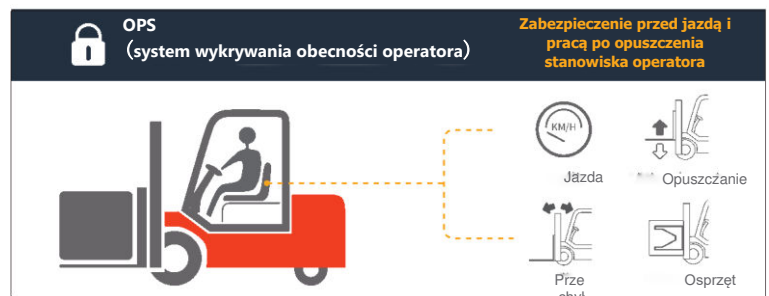 OPS
(system wykrywania obecności operatora)
Zabezpieczenie przed jazdą i
pracą po opuszczenia
stanowiska operatora
KM/H
Jazda
Opuszczanie
Prze
Osprzęt